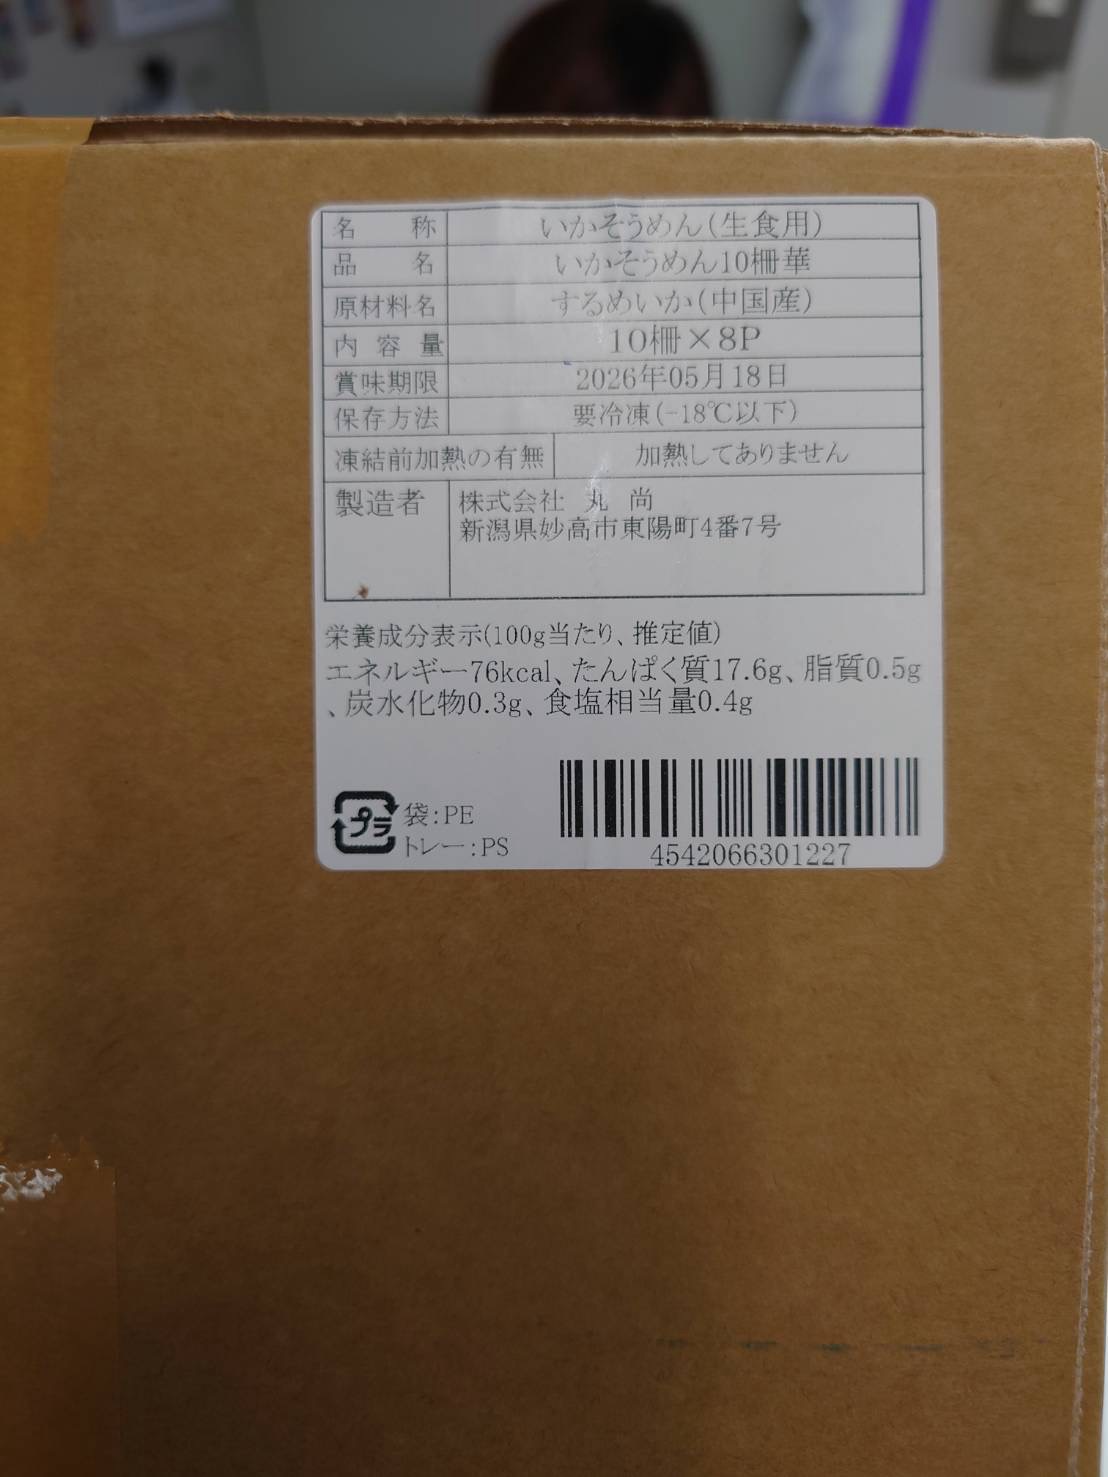 名称 いかそうめん(生食用)
品名 いかそうめん10柵華
原材料名 するめいか(中国産)
内容量 10柵×8P
賞味期限 2026年05月18日
保存方法 要冷凍(-18℃以下)
凍結前加熱の有無 加熱してありません
製造者 株式会社 丸 尚
新潟県妙高市東陽町4番7号
栄養成分表示(100g当たり、推定値)
エネルギー76kcal、たんぱく質17.6g、脂質0.5g
、炭水化物0.3g、食塩相当量0.4g
プラ 袋:PE
トレー:PS
4542066301227